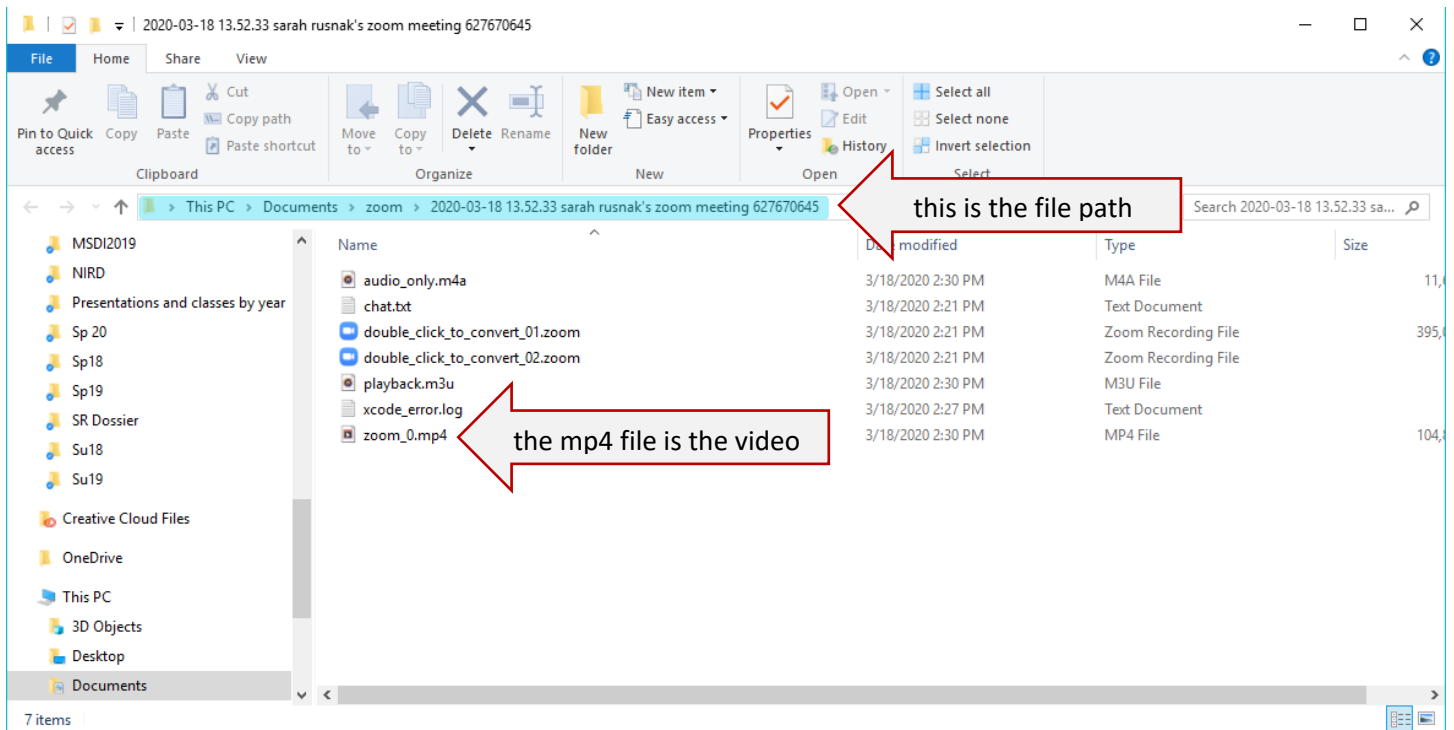 2020-03-18 13.52.33 sarah rusnak's zoom meeting 627670645
File Home Share View
Pin to Quick access
Copy
Paste
Cut
Copy path
Paste shortcut
Clipboard
Move to
Copy to
Delete
Rename
Organize
New folder
New item
Easy access
New
Properties
Open
Edit
History
Open
Select all
Select none
Invert selection
Select
This PC > Documents > zoom > 2020-03-18 13.52.33 sarah rusnak's zoom meeting 627670645
this is the file path
Search 2020-03-18 13.52.33 sa...
MSDI2019
NIRD
Presentations and classes by year
Sp 20
Sp18
Sp19
SR Dossier
Su18
Su19
Creative Cloud Files
OneDrive
This PC
3D Objects
Desktop
Documents
Name Date modified Type Size
audio_only.m4a 3/18/2020 2:30 PM M4A File 11,6
chat.txt 3/18/2020 2:21 PM Text Document
double_click_to_convert_01.zoom 3/18/2020 2:21 PM Zoom Recording File 395,0
double_click_to_convert_02.zoom 3/18/2020 2:21 PM Zoom Recording File
playback.m3u 3/18/2020 2:30 PM M3U File
xcode_error.log 3/18/2020 2:27 PM Text Document
zoom_0.mp4 3/18/2020 2:30 PM MP4 File 104,8
the mp4 file is the video
7 items